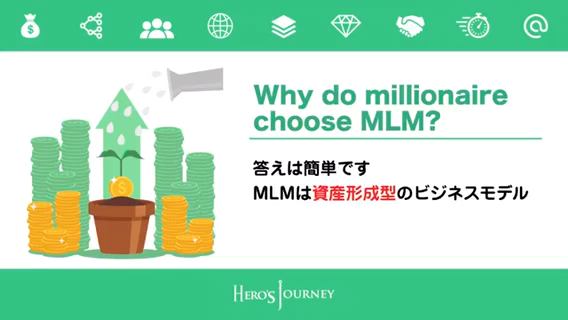 Why do millionaire
choose MLM?
答えは簡単です
MLMは資産形成型のビジネスモデル
HERO'S JOURNEY